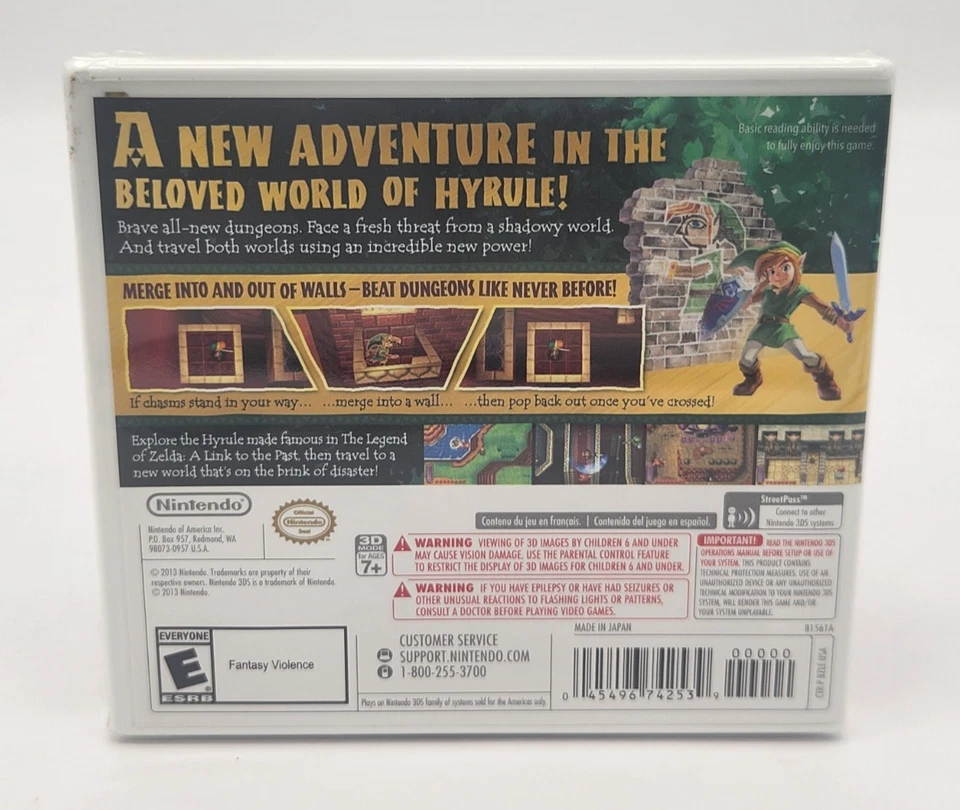 A NEW ADVENTURE IN THE
BELOVED WORLD OF HYRULE!
Basic reading ability is needed
to fully enjoy this game.
Brave all-new dungeons. Face a fresh threat from a shadowy world.
And travel both worlds using an incredible new power!
MERGE INTO AND OUT OF WALLS—BEAT DUNGEONS LIKE NEVER BEFORE!
If chasms stand in your way... ...merge into a wall... ...then pop back out once you've crossed!
Explore the Hyrule made famous in The Legend
of Zelda: A Link to the Past, then travel to a
new world that's on the brink of disaster!
Nintendo
Nintendo of America Inc.
P.O. Box 957, Redmond, WA
98073-0957 U.S.A.
Official
Nintendo
Seal
Contenu du jeu en français. | Contenido del juego en español.
StreetPass™
Connect to other
Nintendo 3DS systems
© 2013 Nintendo. Trademarks are property of their
respective owners. Nintendo 3DS is a trademark of Nintendo.
© 2013 Nintendo.
3D
MODE
for AGES
7+
WARNING VIEWING OF 3D IMAGES BY CHILDREN 6 AND UNDER
MAY CAUSE VISION DAMAGE. USE THE PARENTAL CONTROL FEATURE
TO RESTRICT THE DISPLAY OF 3D IMAGES FOR CHILDREN 6 AND UNDER.
WARNING IF YOU HAVE EPILEPSY OR HAVE HAD SEIZURES OR
OTHER UNUSUAL REACTIONS TO FLASHING LIGHTS OR PATTERNS,
CONSULT A DOCTOR BEFORE PLAYING VIDEO GAMES.
IMPORTANT! READ THE NINTENDO 3DS
OPERATIONS MANUAL BEFORE SETUP OR USE OF
YOUR SYSTEM. THIS PRODUCT CONTAINS
TECHNICAL PROTECTION MEASURES. USE OF AN
UNAUTHORIZED DEVICE OR ANY UNAUTHORIZED
TECHNICAL MODIFICATION TO YOUR NINTENDO 3DS
SYSTEM, WILL RENDER THIS GAME AND/OR
YOUR SYSTEM UNPLAYABLE.
MADE IN JAPAN
81561A
EVERYONE
E
ESRB
Fantasy Violence
CUSTOMER SERVICE
SUPPORT.NINTENDO.COM
1-800-255-3700
Plays on Nintendo 3DS family of systems sold for the Americas only.
0 45496 74253 9
00000
CTR P BZLE USA